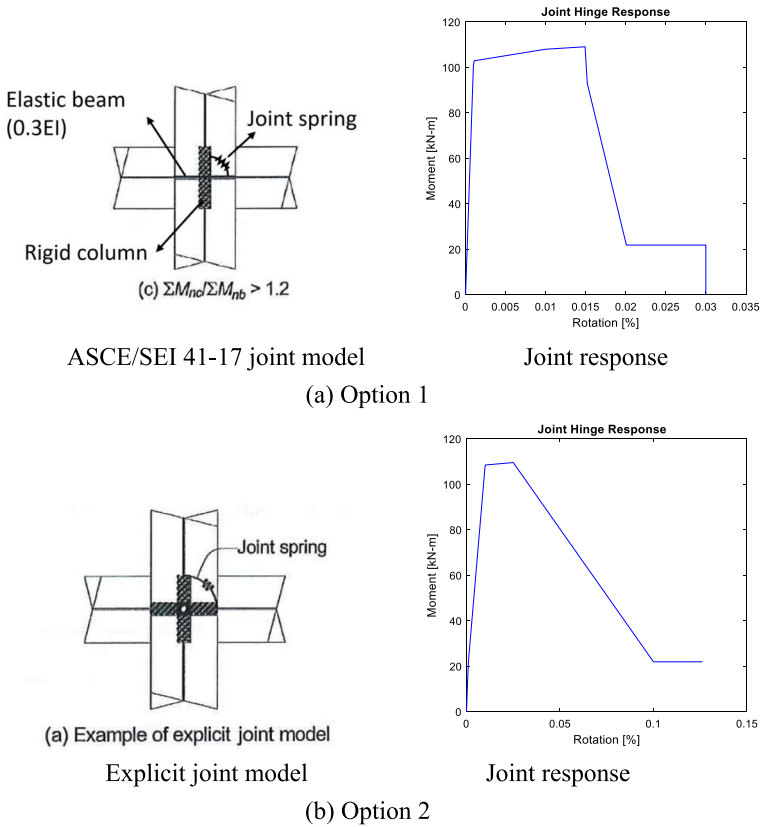 Joint Hinge Response
120
100
80
60
40
20
0
Moment [kN-m]
0 0.005 0.01 0.015 0.02 0.025 0.03 0.035
Rotation [%]
Elastic beam
(0.3EI)
Joint spring
Rigid column
(c) ΣMnc/ΣMnb > 1.2
ASCE/SEI 41-17 joint model
Joint response
(a) Option 1
Joint Hinge Response
120
100
80
60
40
20
0
Moment [kN-m]
0 0.05 0.1 0.15
Rotation [%]
Joint spring
(a) Example of explicit joint model
Explicit joint model
Joint response
(b) Option 2